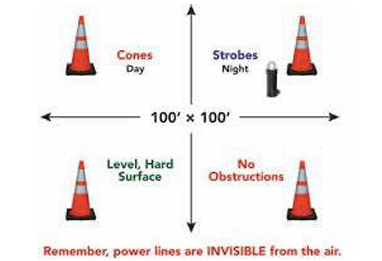 Cones
Day
Strobes
Night
100' × 100'
Level, Hard
Surface
No
Obstructions
Remember, power lines are INVISIBLE from the air.